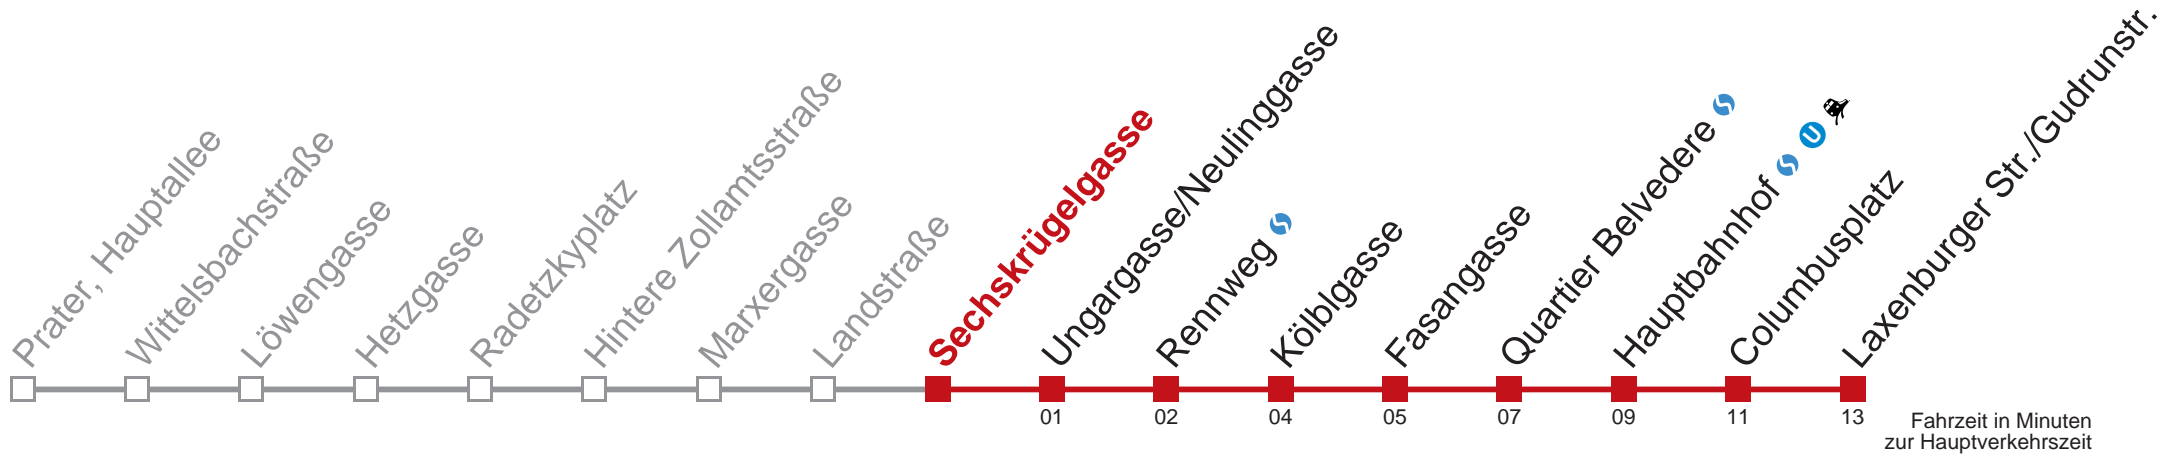 Prater, Hauptallee
Wittelsbachstraße
Löwengasse
Hetzgasse
Radetzkyplatz
Hintere Zollamtsstraße
Marxergasse
Landstraße
Sechskrügelgasse
Ungargasse/Neulinggasse
Rennweg
Kölblgasse
Fasangasse
Quartier Belvedere
Hauptbahnhof U
Columbusplatz
Laxenburger Str./Gudrunstr.
01 02 04 05 07 09 11 13
Fahrzeit in Minuten
zur Hauptverkehrszeit